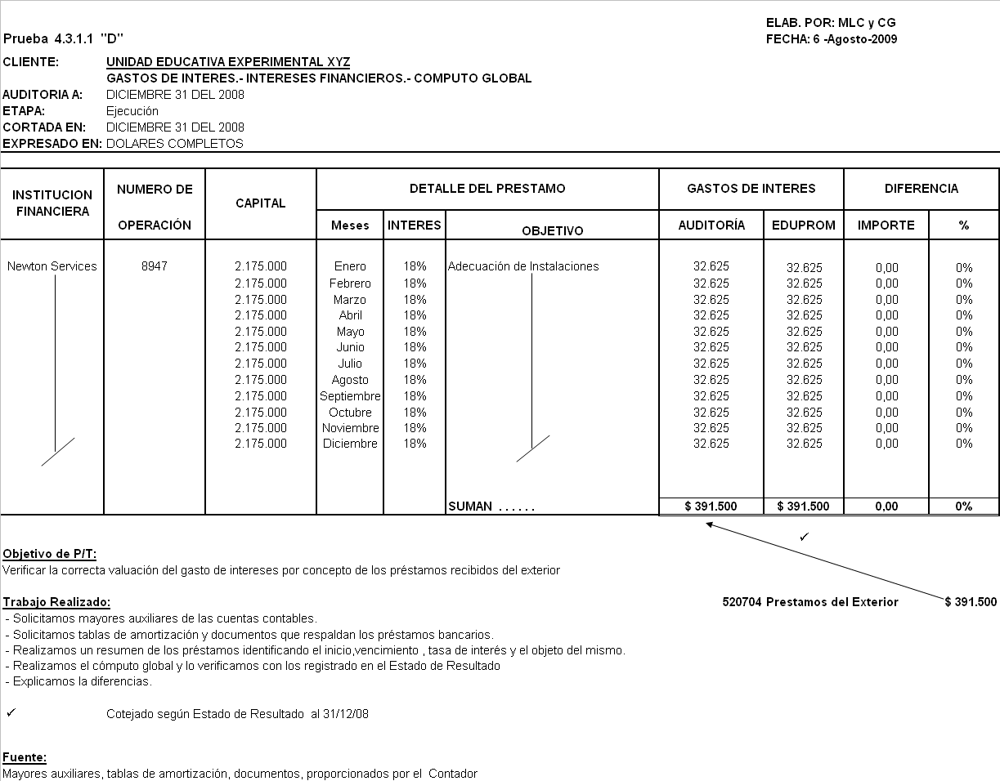 ELAB. POR: MLC y CG
Prueba 4.3.1.1 "D"
FECHA: 6 -Agosto-2009
CLIENTE: UNIDAD EDUCATIVA EXPERIMENTAL XYZ
GASTOS DE INTERES.- INTERESES FINANCIEROS.- COMPUTO GLOBAL
AUDITORIA A: DICIEMBRE 31 DEL 2008
ETAPA: Ejecución
CORTADA EN: DICIEMBRE 31 DEL 2008
EXPRESADO EN: DOLARES COMPLETOS
INSTITUCION FINANCIERA NUMERO DE OPERACIÓN CAPITAL DETALLE DEL PRESTAMO GASTOS DE INTERES DIFERENCIA
Meses INTERES OBJETIVO AUDITORÍA EDUPROM IMPORTE %
Newton Services 8947 2.175.000 Enero 18% Adecuación de Instalaciones 32.625 32.625 0,00 0%
2.175.000 Febrero 18% 32.625 32.625 0,00 0%
2.175.000 Marzo 18% 32.625 32.625 0,00 0%
2.175.000 Abril 18% 32.625 32.625 0,00 0%
2.175.000 Mayo 18% 32.625 32.625 0,00 0%
2.175.000 Junio 18% 32.625 32.625 0,00 0%
2.175.000 Julio 18% 32.625 32.625 0,00 0%
2.175.000 Agosto 18% 32.625 32.625 0,00 0%
2.175.000 Septiembre 18% 32.625 32.625 0,00 0%
2.175.000 Octubre 18% 32.625 32.625 0,00 0%
2.175.000 Noviembre 18% 32.625 32.625 0,00 0%
2.175.000 Diciembre 18% 32.625 32.625 0,00 0%
SUMAN . . . . . . $ 391.500 $ 391.500 0,00 0%
✓
Objetivo de P/T:
Verificar la correcta valuación del gasto de intereses por concepto de los préstamos recibidos del exterior
Trabajo Realizado: 520704 Prestamos del Exterior $ 391.500
- Solicitamos mayores auxiliares de las cuentas contables.
- Solicitamos tablas de amortización y documentos que respaldan los préstamos bancarios.
- Realizamos un resumen de los préstamos identificando el inicio,vencimiento , tasa de interés y el objeto del mismo.
- Realizamos el cómputo global y lo verificamos con los registrado en el Estado de Resultado
- Explicamos la diferencias.
✓ Cotejado según Estado de Resultado al 31/12/08
Fuente:
Mayores auxiliares, tablas de amortización, documentos, proporcionados por el Contador